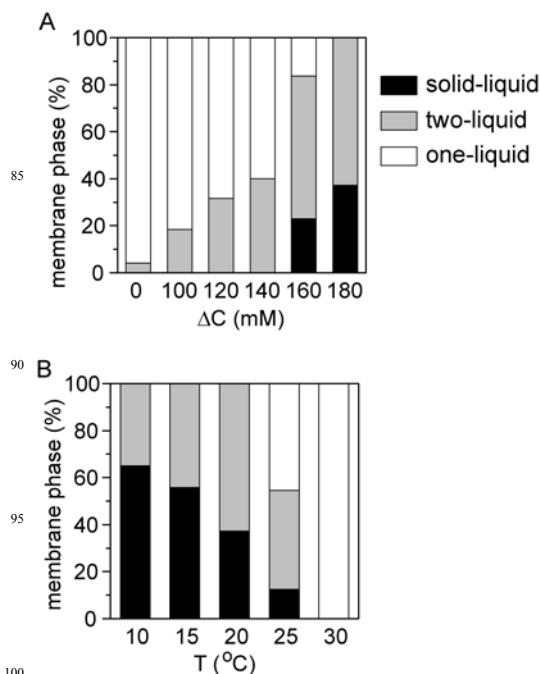 A
100
80
60
40
20
0
membrane phase (%)
0 100 120 140 160 180
ΔC (mM)
solid-liquid
two-liquid
one-liquid
85
90
B
100
80
60
40
20
0
membrane phase (%)
95
10 15 20 25 30
T (°C)
100